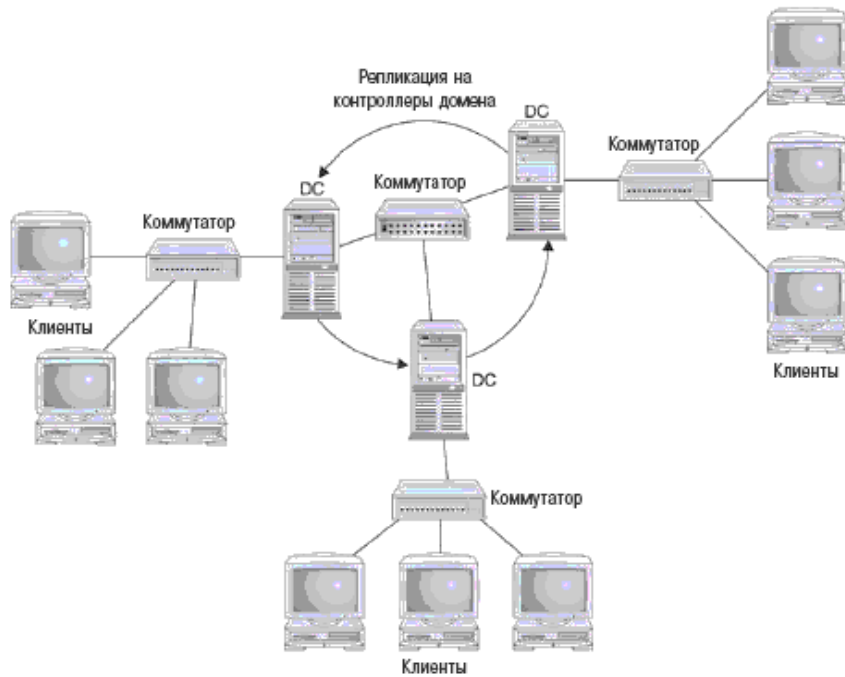 Репликация на
контроллеры домена
DC
Коммутатор
DC
Коммутатор
Коммутатор
Клиенты
Клиенты
DC
Коммутатор
Клиенты